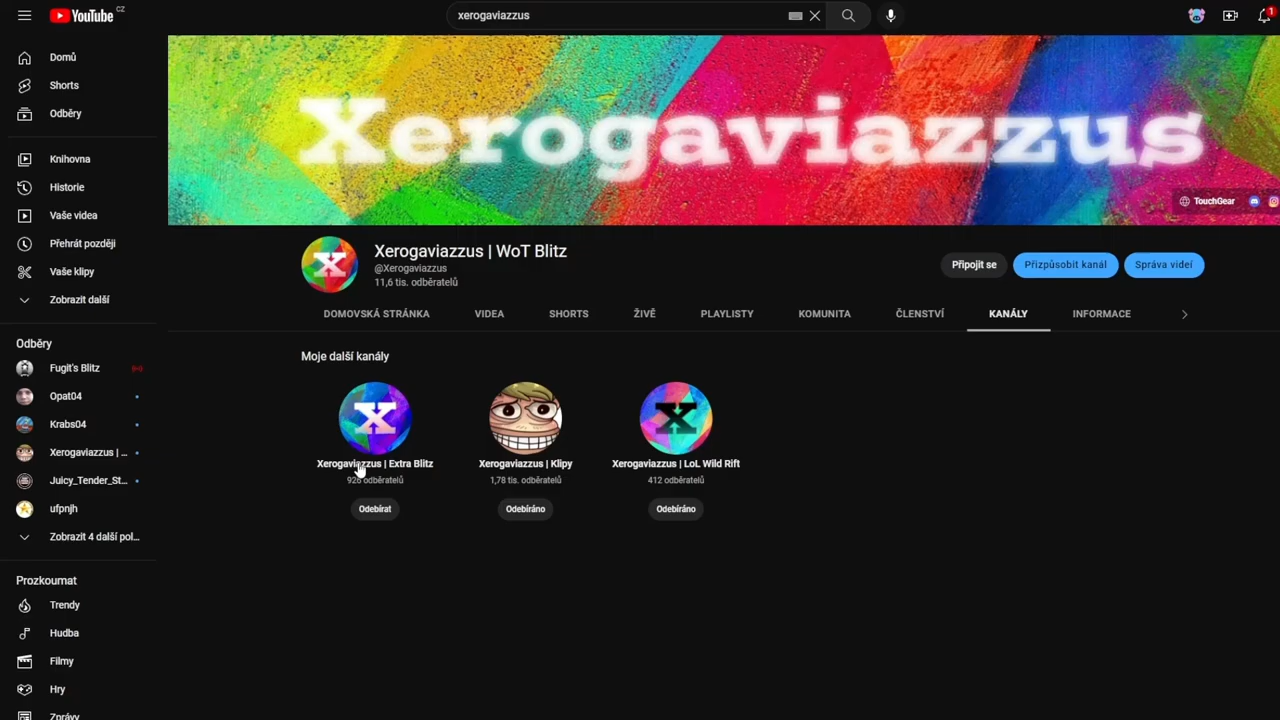 YouTube CZ
xerogaviazzus
1
Domů
Shorts
Odběry
Knihovna
Historie
Vaše videa
Přehrát později
Vaše klipy
Zobrazit další
Odběry
Fugit's Blitz
Opat04
Krabs04
Xerogaviazzus | ...
Juicy_Tender_St...
ufpnjh
Zobrazit 4 další pol...
Prozkoumat
Trendy
Hudba
Filmy
Hry
Zprávy
Xerogaviazzus
TouchGear
X
Xerogaviazzus | WoT Blitz
@Xerogaviazzus
11,6 tis. odběratelů
Připojit se
Přizpůsobit kanál
Správa videí
DOMOVSKÁ STRÁNKA VIDEA SHORTS ŽIVĚ PLAYLISTY KOMUNITA ČLENSTVÍ KANÁLY INFORMACE
Moje další kanály
X
Xerogaviazzus | Extra Blitz
926 odběratelů
Odebírat
Xerogaviazzus | Klipy
1,78 tis. odběratelů
Odebíráno
X
Xerogaviazzus | LoL Wild Rift
412 odběratelů
Odebíráno